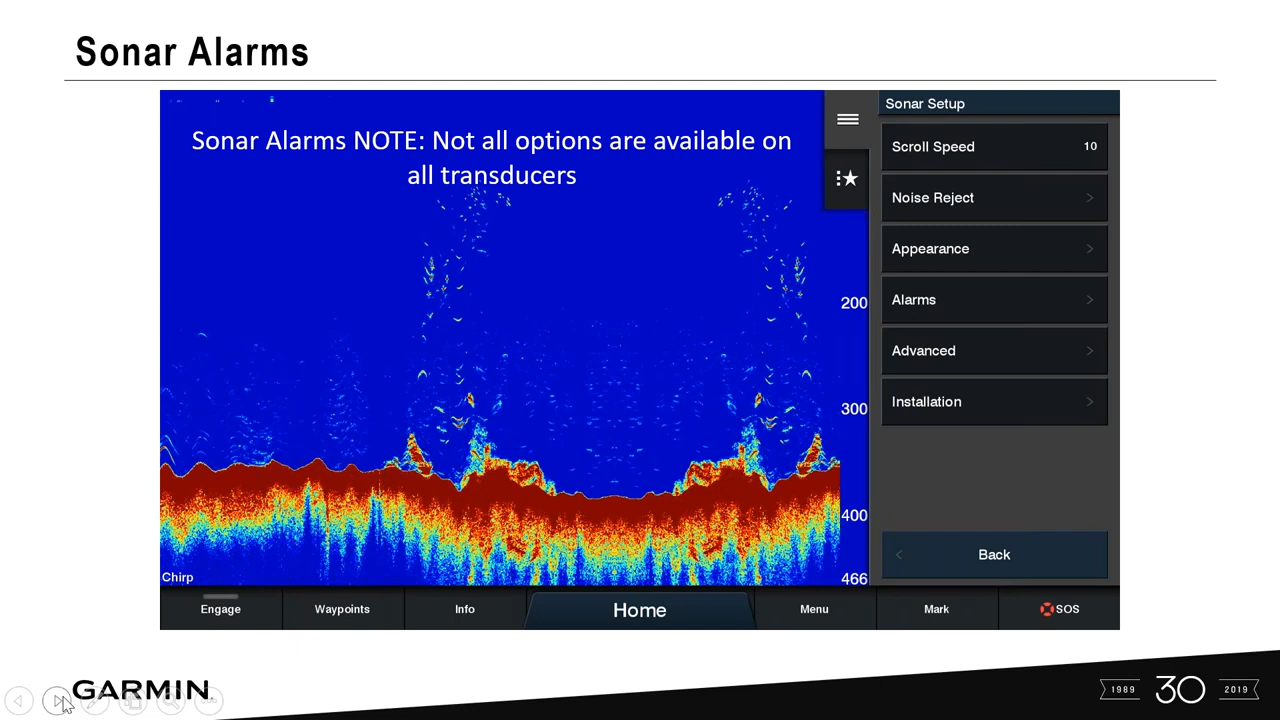 Sonar Alarms
Sonar Alarms NOTE: Not all options are available on
all transducers
Sonar Setup
Scroll Speed 10
Noise Reject
Appearance
Alarms
Advanced
Installation
Back
200
300
400
466
Chirp
Engage
Waypoints
Info
Home
Menu
Mark
SOS
GARMIN
1989 30 2019